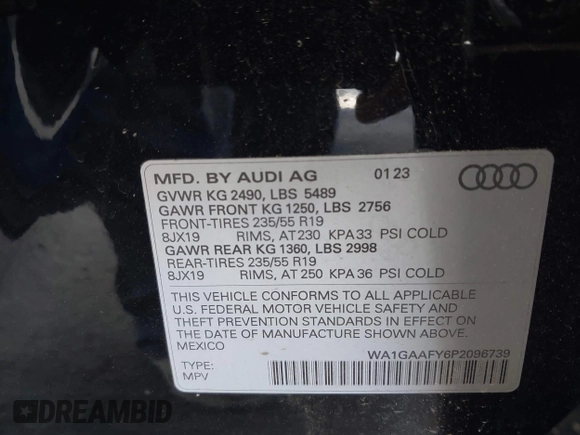 MFD. BY AUDI AG 01 23
GVWR KG 2490, LBS 5489
GAWR FRONT KG 1250, LBS 2756
FRONT-TIRES 235/55 R19
8JX19 RIMS, AT 230 KPA 33 PSI COLD
GAWR REAR KG 1360, LBS 2998
REAR-TIRES 235/55 R19
8JX19 RIMS, AT 250 KPA 36 PSI COLD
THIS VEHICLE CONFORMS TO ALL APPLICABLE
U.S. FEDERAL MOTOR VEHICLE SAFETY AND
THEFT PREVENTION STANDARDS IN EFFECT ON
THE DATE OF MANUFACTURE SHOWN ABOVE.
MEXICO
WA1GAAFY6P2096739
TYPE:
MPV
DREAMBID